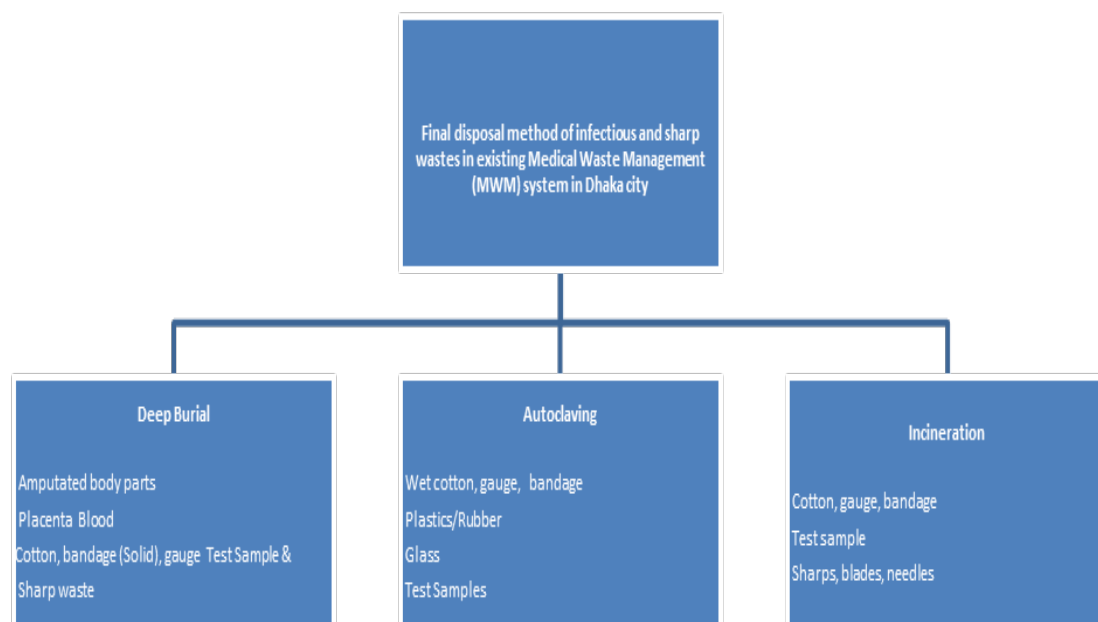 Final disposal method of infectious and sharp
wastes in existing Medical Waste Management
(MWM) system in Dhaka city
Deep Burial
Amputated body parts
Placenta Blood
Cotton, bandage (Solid), gauge Test Sample &
Sharp waste
Autoclaving
Wet cotton, gauge, bandage
Plastics/Rubber
Glass
Test Samples
Incineration
Cotton, gauge, bandage
Test sample
Sharps, blades, needles